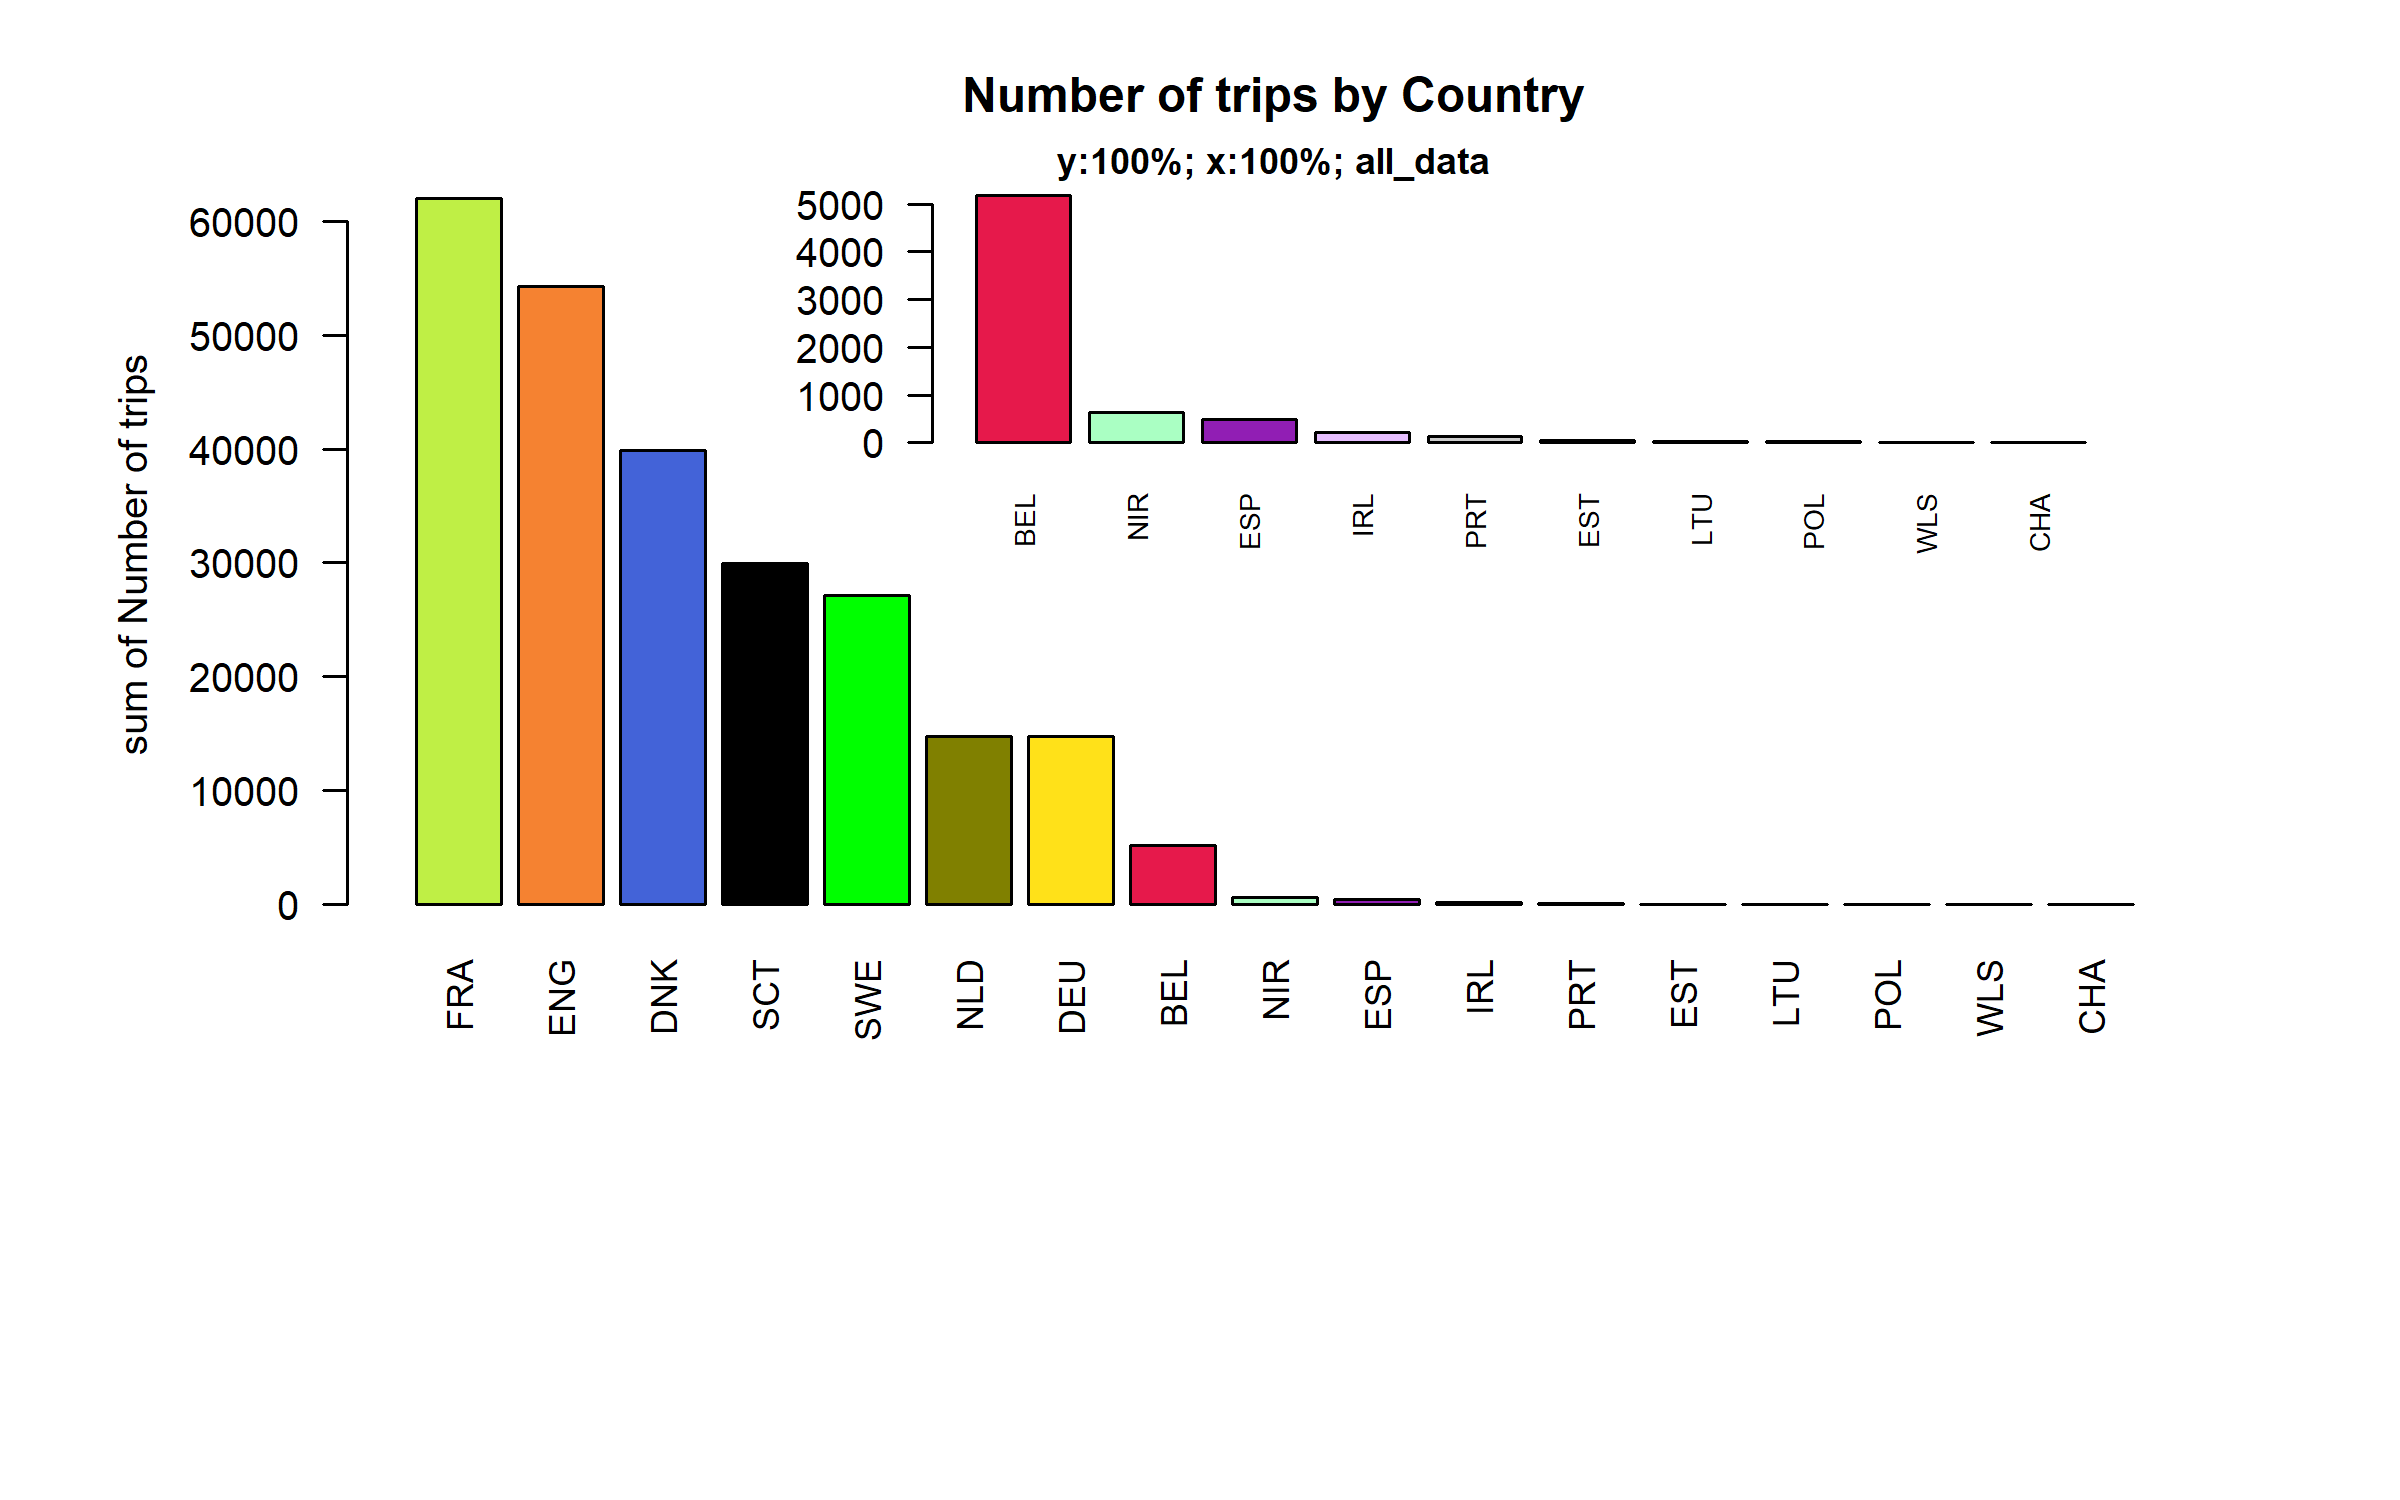 Number of trips by Country
y:100%; x:100%; all_data
sum of Number of trips
60000
50000
40000
30000
20000
10000
0
5000
4000
3000
2000
1000
0
BEL NIR ESP IRL PRT EST LTU POL WLS CHA
FRA ENG DNK SCT SWE NLD DEU BEL NIR ESP IRL PRT EST LTU POL WLS CHA